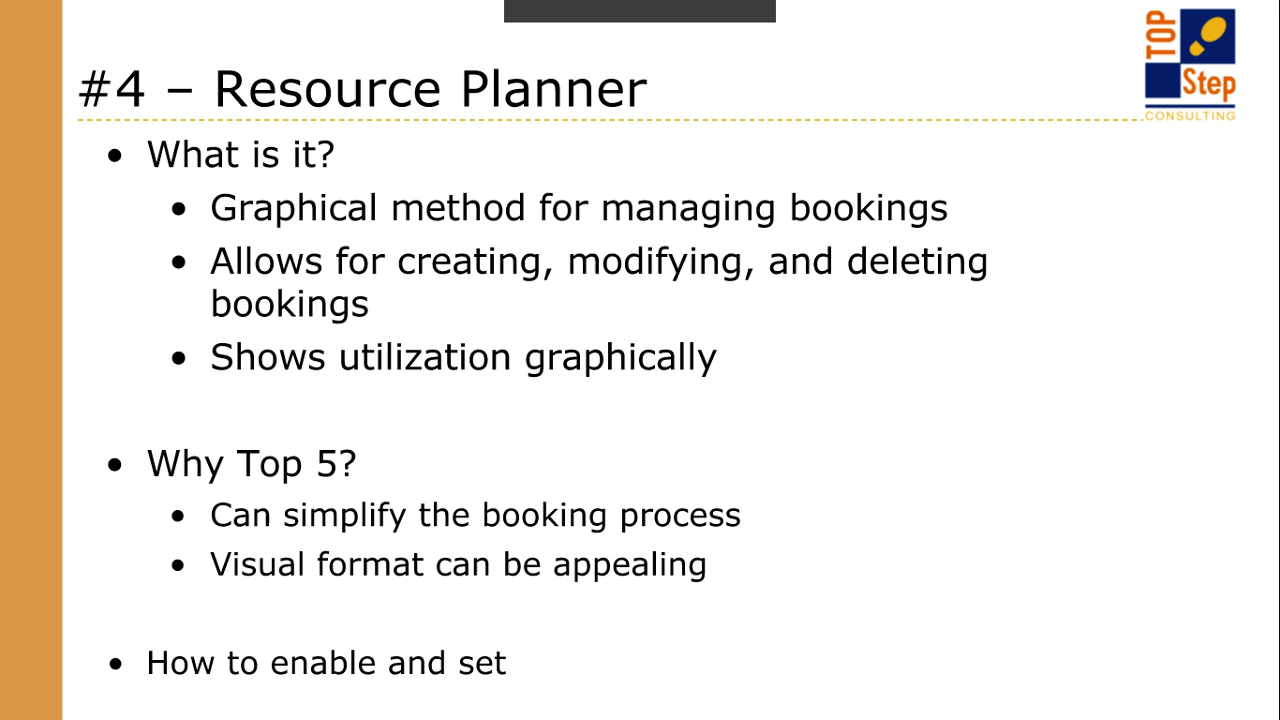 #4 – Resource Planner
TOP
Step
CONSULTING
• What is it?
• Graphical method for managing bookings
• Allows for creating, modifying, and deleting
bookings
• Shows utilization graphically
• Why Top 5?
• Can simplify the booking process
• Visual format can be appealing
• How to enable and set